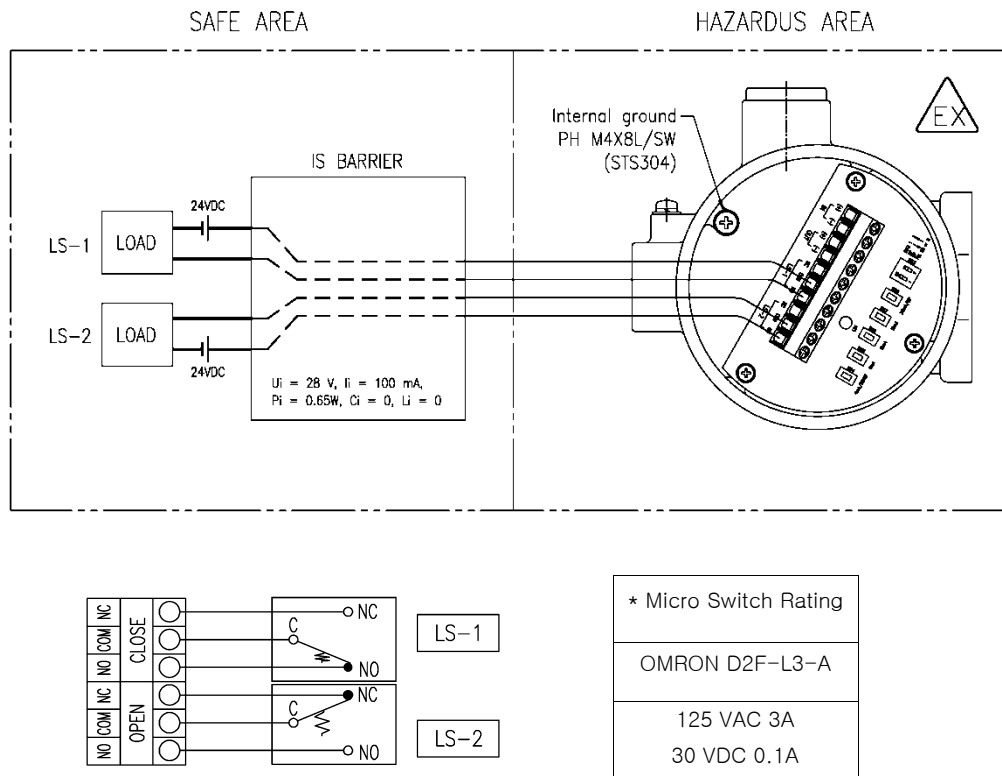 SAFE AREA
HAZARDUS AREA
Internal ground
PH M4X8L/SW
(STS304)
EX
IS BARRIER
24VDC
LS-1
LOAD
LS-2
LOAD
24VDC
Ui = 28 V, Ii = 100 mA,
Pi = 0.65W, Ci = 0, Li = 0
NO COM NC
CLOSE
NC
C
NO
LS-1
NO COM NC
OPEN
NC
C
NO
LS-2
* Micro Switch Rating
OMRON D2F-L3-A
125 VAC 3A
30 VDC 0.1A